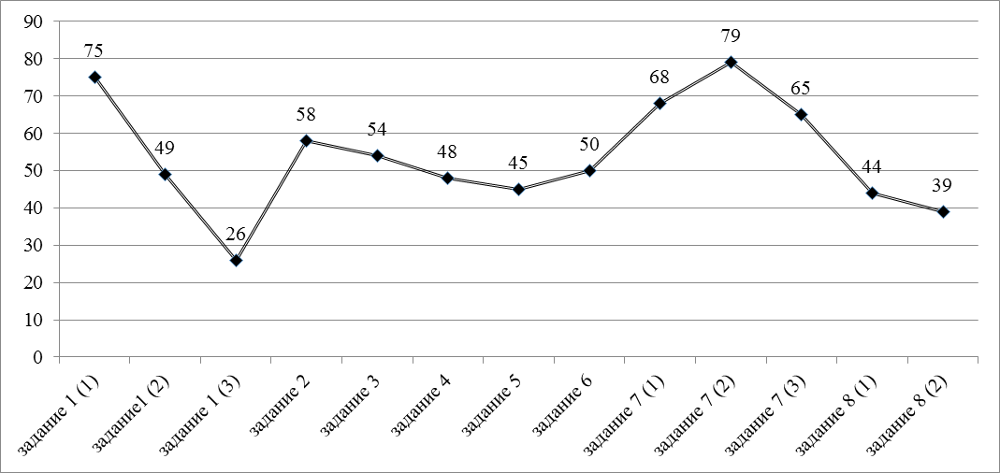 90
80
70
60
50
40
30
20
10
0
75
49
26
58
54
48
45
50
68
79
65
44
39
задание 1 (1)
задание1 (2)
задание 1 (3)
задание 2
задание 3
задание 4
задание 5
задание 6
задание 7 (1)
задание 7 (2)
задание 7 (3)
задание 8 (1)
задание 8 (2)